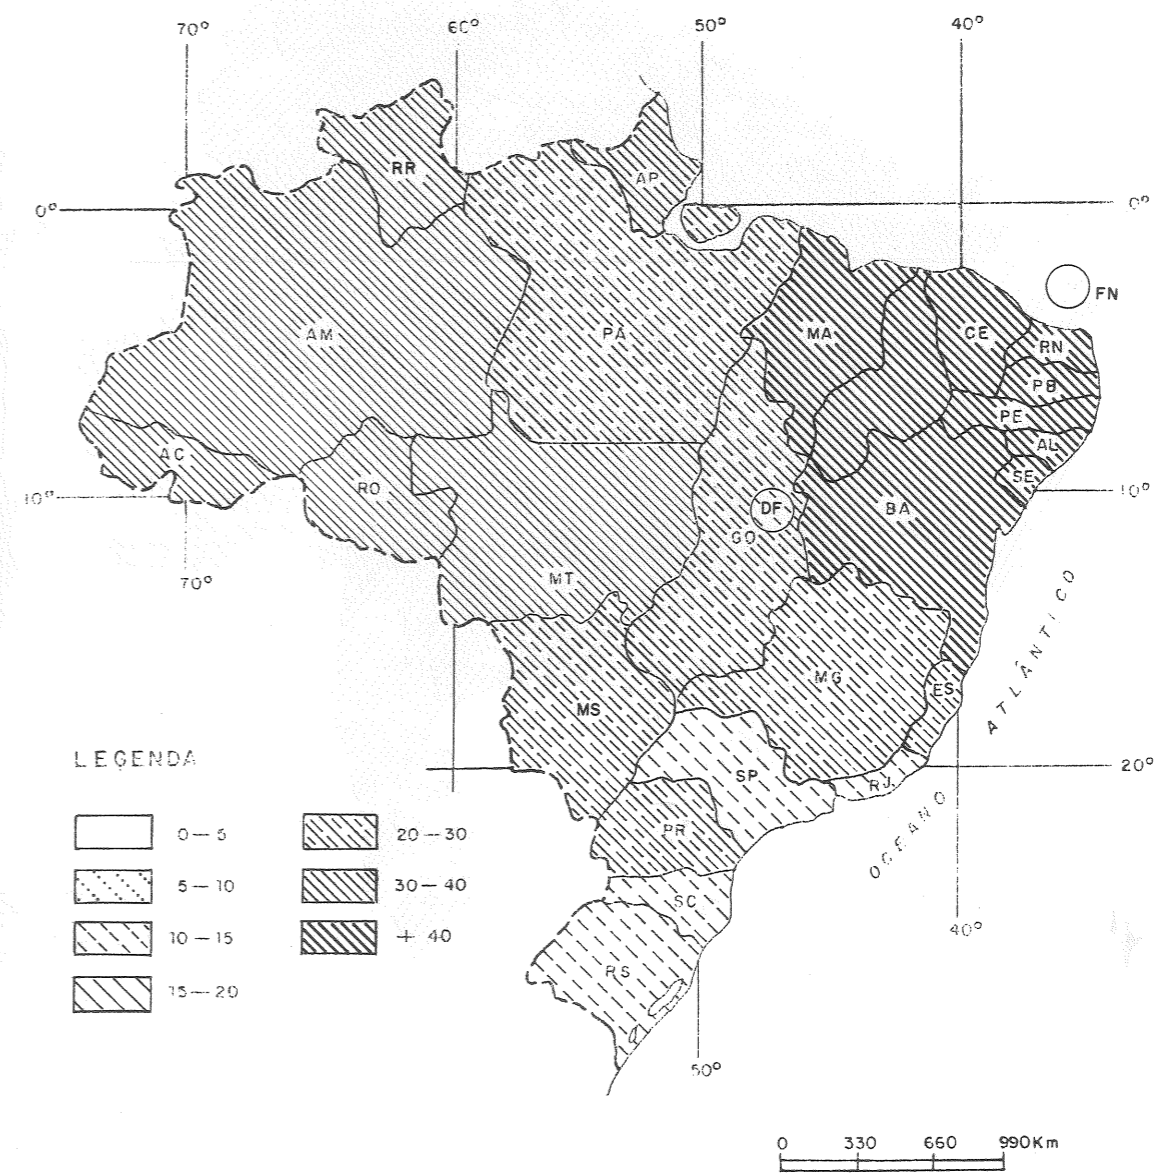 70° 60° 50° 40°
RR
AP
0° 0°
FN
AM PA MA CE RN
PB
PE
AL
AC SE
10° RO DF BA 10°
GO
70° MT
ATLÂNTICO
MG ES
MS
LEGENDA SP 20°
RJ
OCEANO
0—5 20—30 PR
5—10 30—40
SC
10—15 + 40 40°
RS
15—20
50°
0 330 660 990Km